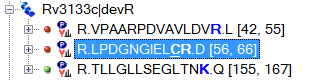 Rv3133c|devR
R.VPAARPDVAVLDVR.L [42, 55]
R.LPDGNGIELCR.D [56, 66]
R.TLLGLLSEGLTNK.Q [155, 167]